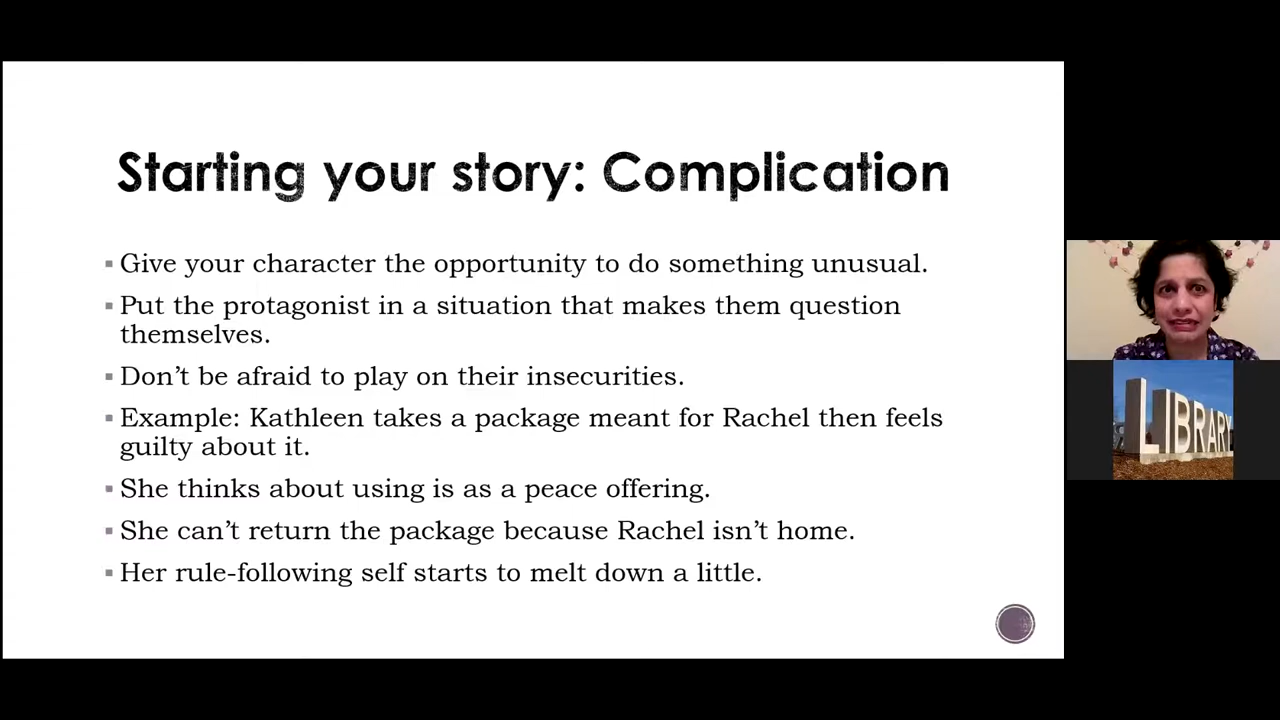 Starting your story: Complication
Give your character the opportunity to do something unusual.
Put the protagonist in a situation that makes them question
themselves.
Don’t be afraid to play on their insecurities.
Example: Kathleen takes a package meant for Rachel then feels
guilty about it.
She thinks about using is as a peace offering.
She can’t return the package because Rachel isn’t home.
Her rule-following self starts to melt down a little.
LIBRARY